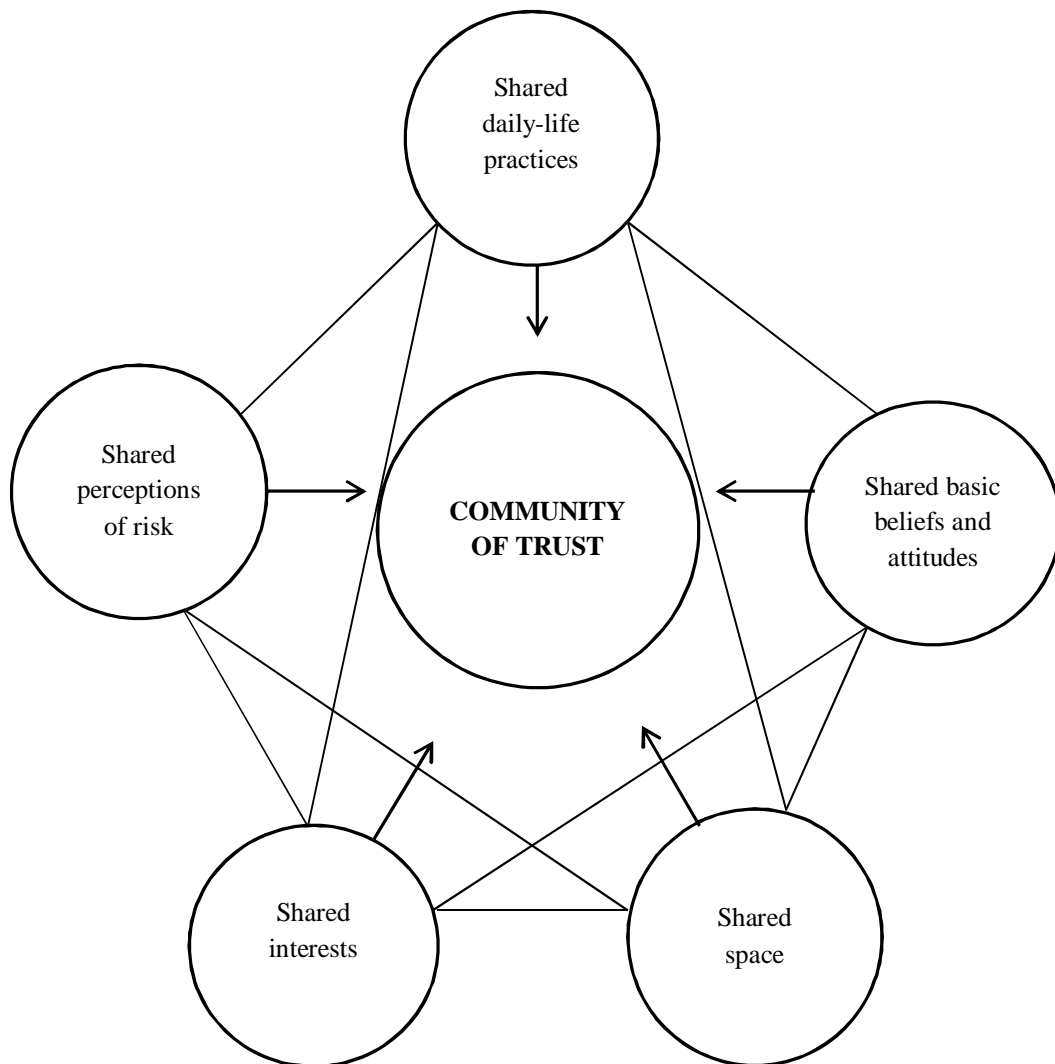 Shared
daily-life
practices
Shared
perceptions
of risk
COMMUNITY
OF TRUST
Shared basic
beliefs and
attitudes
Shared
interests
Shared
space